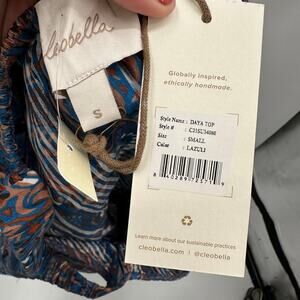 cleobella
S
Globally inspired,
ethically handmade.
Style Name : DAYA TOP
Style # :
Size : SMALL
Color : LAZULI
Learn more about our sustainable practices
cleobella.com | @cleobella